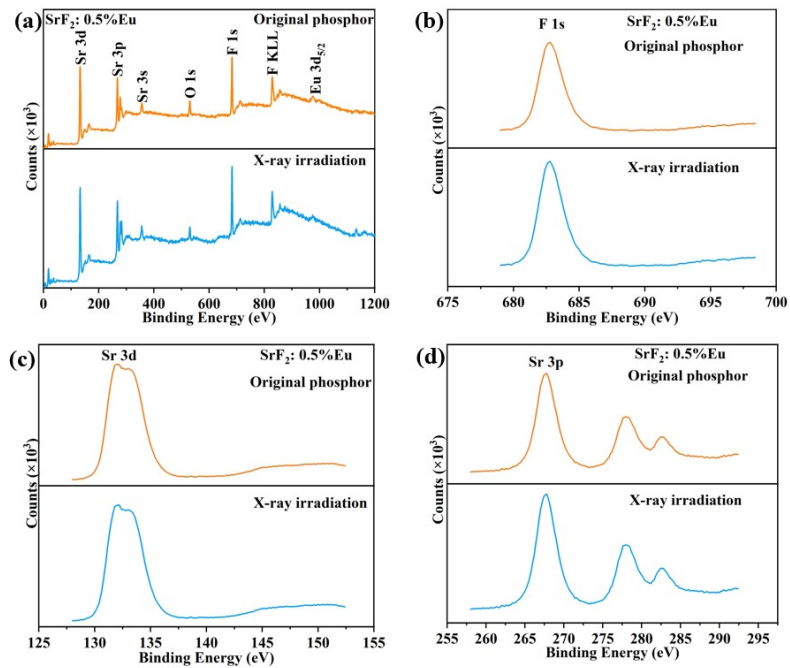 (a)
SrF₂: 0.5%Eu
Original phosphor
Sr 3d
Sr 3p
Sr 3s
O 1s
F 1s
F KLL
Eu 3d₅/₂
X-ray irradiation
Counts (×10³)
0 200 400 600 800 1000 1200
Binding Energy (eV)
(b)
F 1s
SrF₂: 0.5%Eu
Original phosphor
X-ray irradiation
Counts (×10³)
675 680 685 690 695 700
Binding Energy (eV)
(c)
Sr 3d
SrF₂: 0.5%Eu
Original phosphor
X-ray irradiation
Counts (×10³)
125 130 135 140 145 150 155
Binding Energy (eV)
(d)
Sr 3p
SrF₂: 0.5%Eu
Original phosphor
X-ray irradiation
Counts (×10³)
255 260 265 270 275 280 285 290 295
Binding Energy (eV)